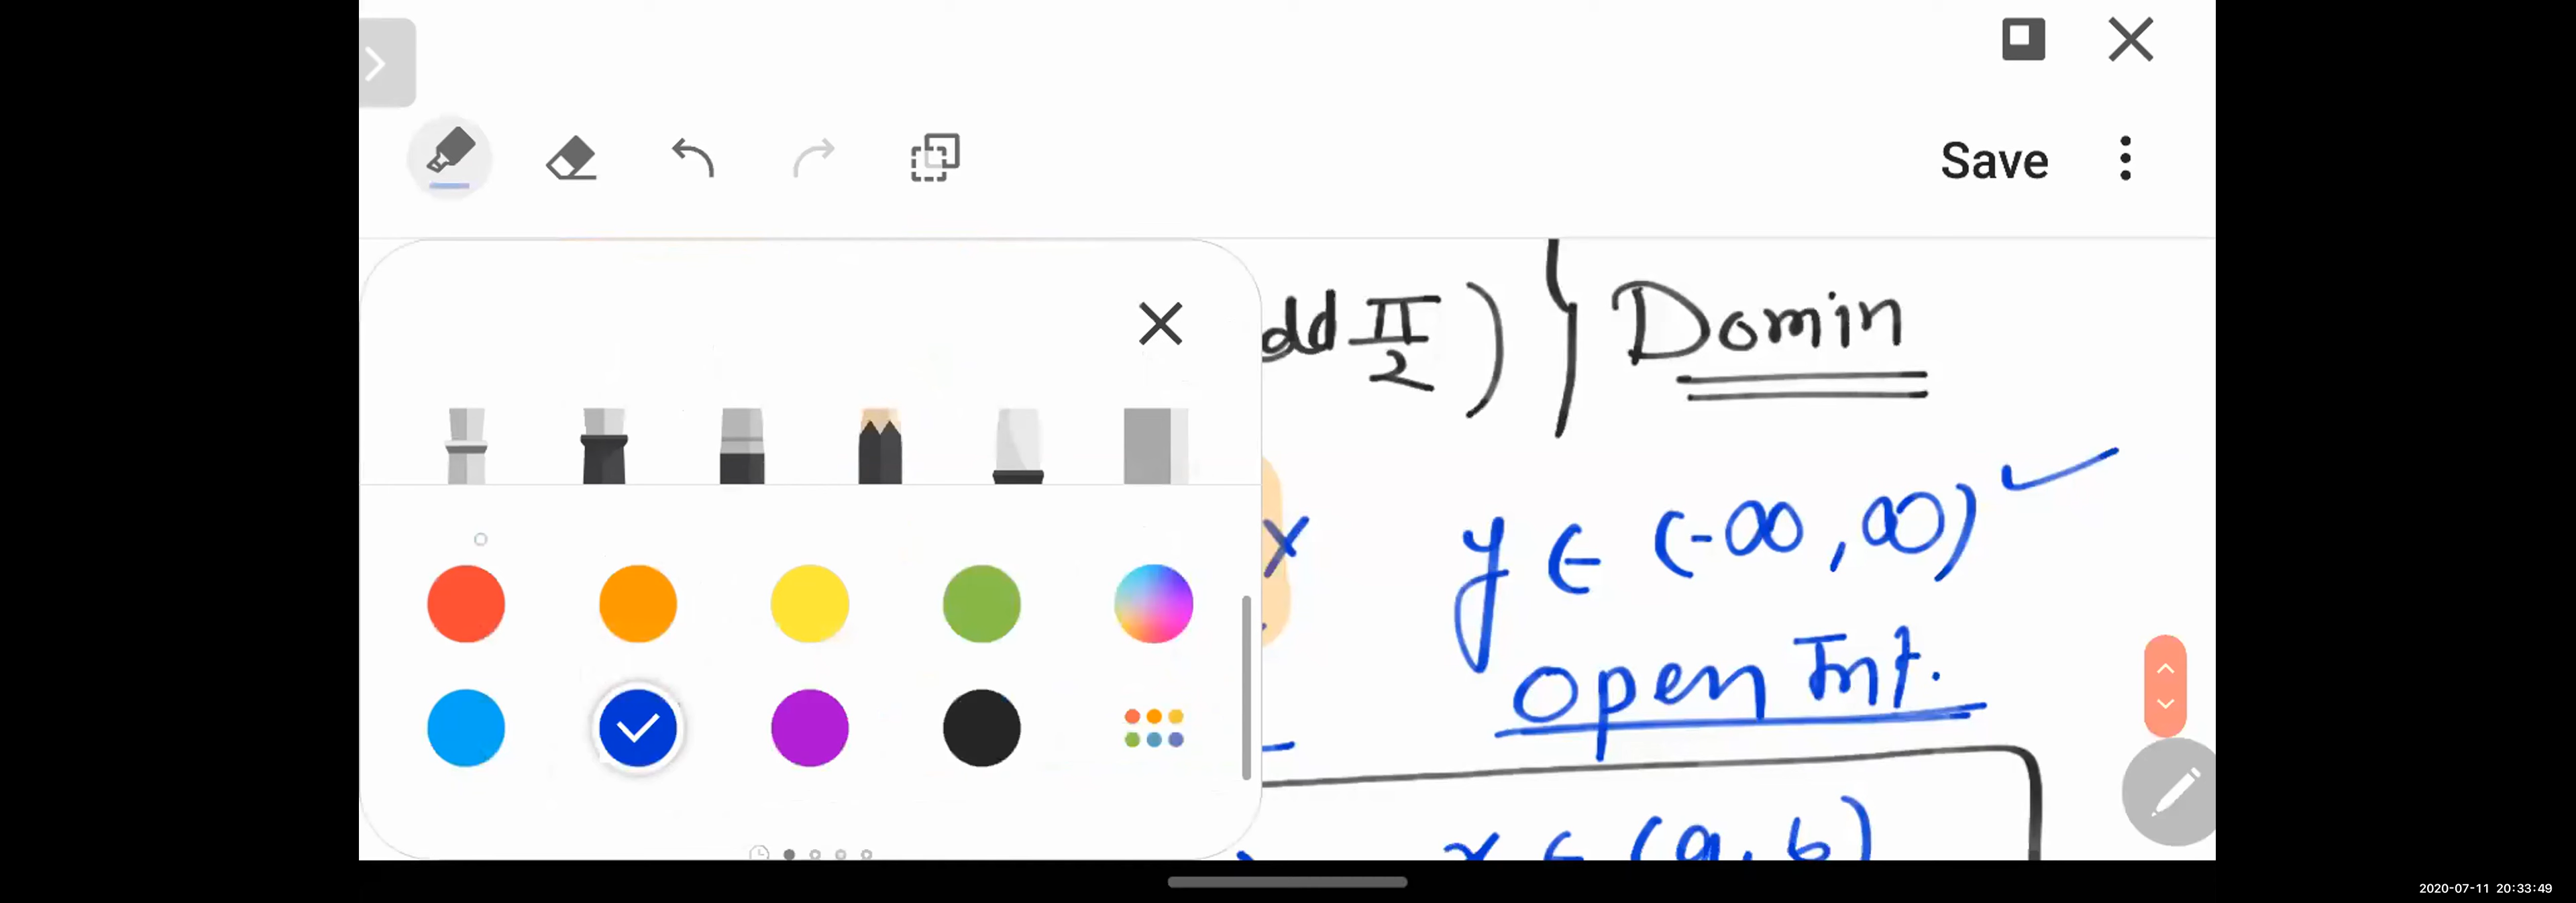 Save
dd π/2 ) Domin
x y ∈ (-∞, ∞) ✓
open Int.
x ∈ (a, b)
2020-07-11 20:33:49